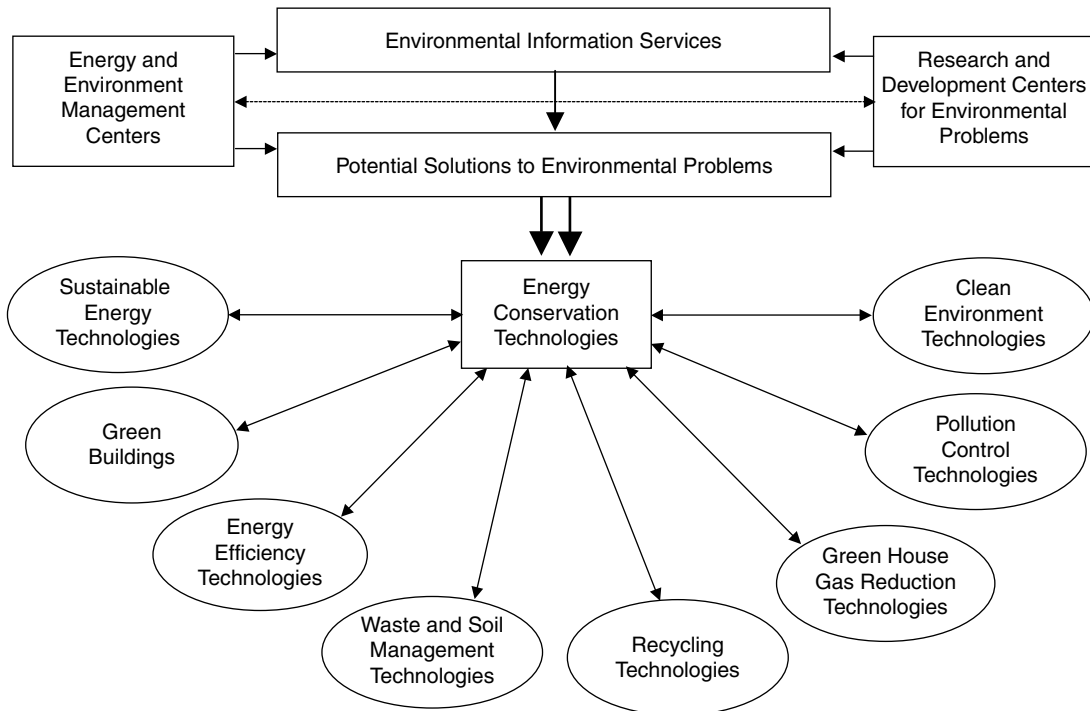 Energy and
Environment
Management
Centers
Environmental Information Services
Research and
Development Centers
for Environmental
Problems
Potential Solutions to Environmental Problems
Energy
Conservation
Technologies
Sustainable
Energy
Technologies
Clean
Environment
Technologies
Green
Buildings
Pollution
Control
Technologies
Energy
Efficiency
Technologies
Green House
Gas Reduction
Technologies
Waste and Soil
Management
Technologies
Recycling
Technologies